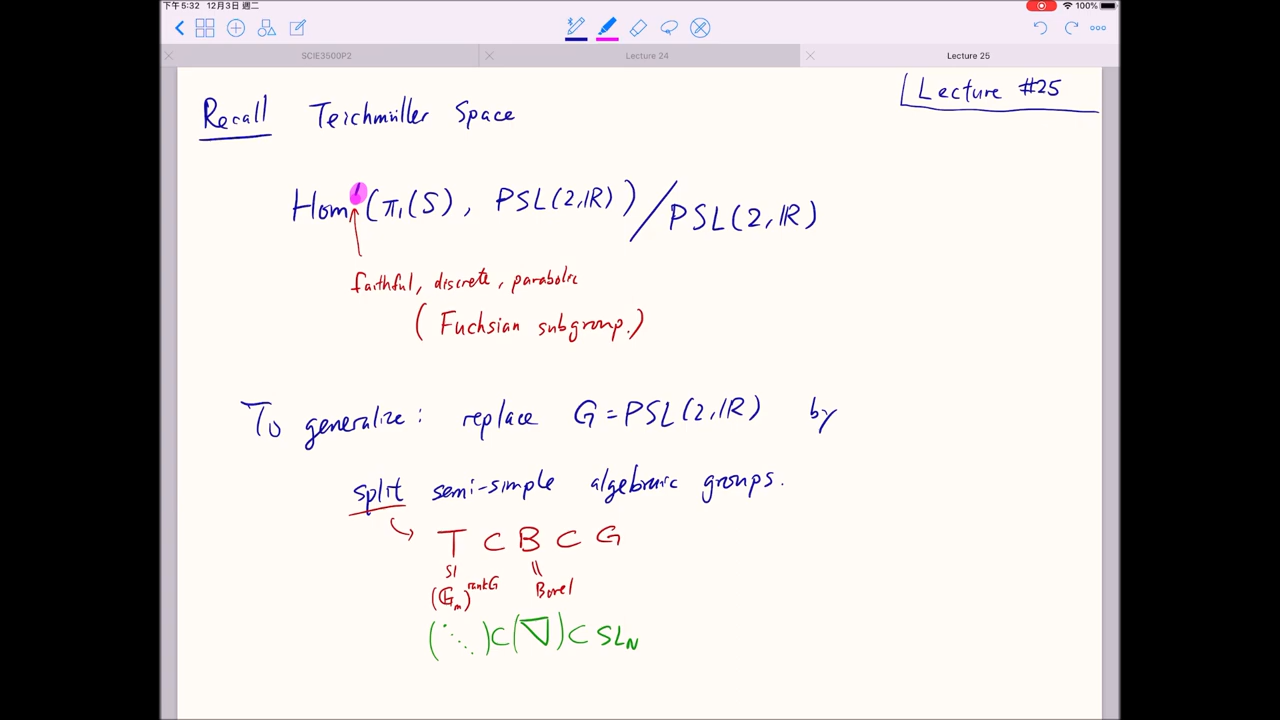 下午5:32 12月3日 週二
100%
SCIE3500P2
Lecture 24
Lecture 25
Lecture #25
Recall Teichmüller Space
Hom'(π₁(S), PSL(2,ℝ))/PSL(2,ℝ)
faithful, discrete, parabolic
(Fuchsian subgroup.)
To generalize: replace G=PSL(2,ℝ) by
split semi-simple algebraic groups.
T ⊂ B ⊂ G
(𝔾ₘ)^rankG
Borel
(⋱)⊂(▽)⊂ SL_N